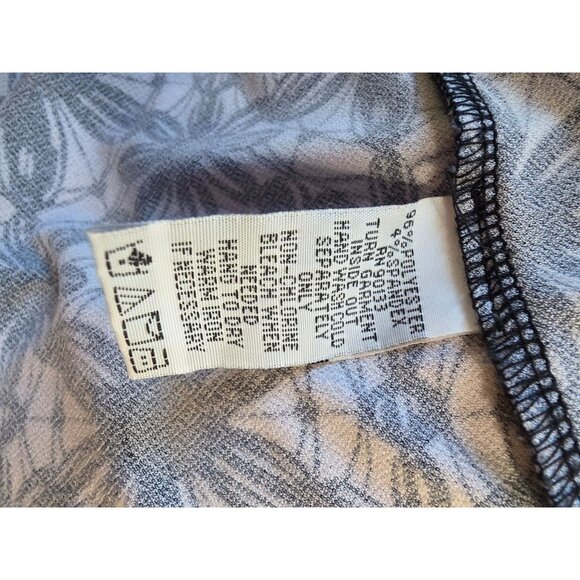 96%POLYESTER
4%SPANDEX
RN90133
TURN GARMENT
INSIDE OUT
HAND WASH COLD
SEPARATELY
ONLY
NON-CHLORINE
BLEACH WHEN
NEEDED
HANG TO DRY
WARM IRON
IF NECESSARY